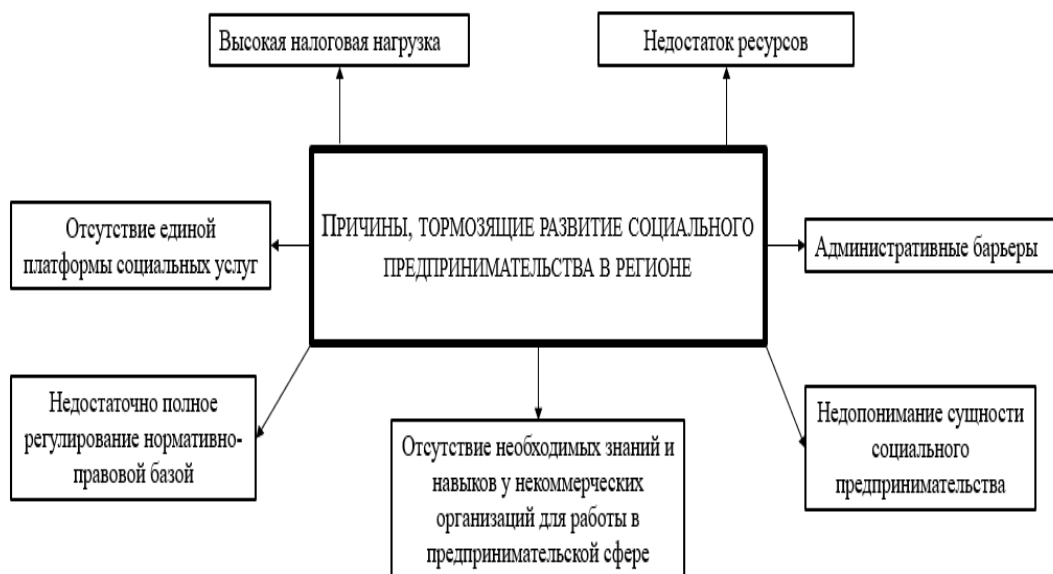 Высокая налоговая нагрузка
Недостаток ресурсов
ПРИЧИНЫ, ТОРМОЗЯЩИЕ РАЗВИТИЕ СОЦИАЛЬНОГО
ПРЕДПРИНИМАТЕЛЬСТВА В РЕГИОНЕ
Отсутствие единой
платформы социальных услуг
Административные барьеры
Недостаточно полное
регулирование нормативно-
правовой базой
Отсутствие необходимых знаний и
навыков у некоммерческих
организаций для работы в
предпринимательской сфере
Недопонимание сущности
социального
предпринимательства